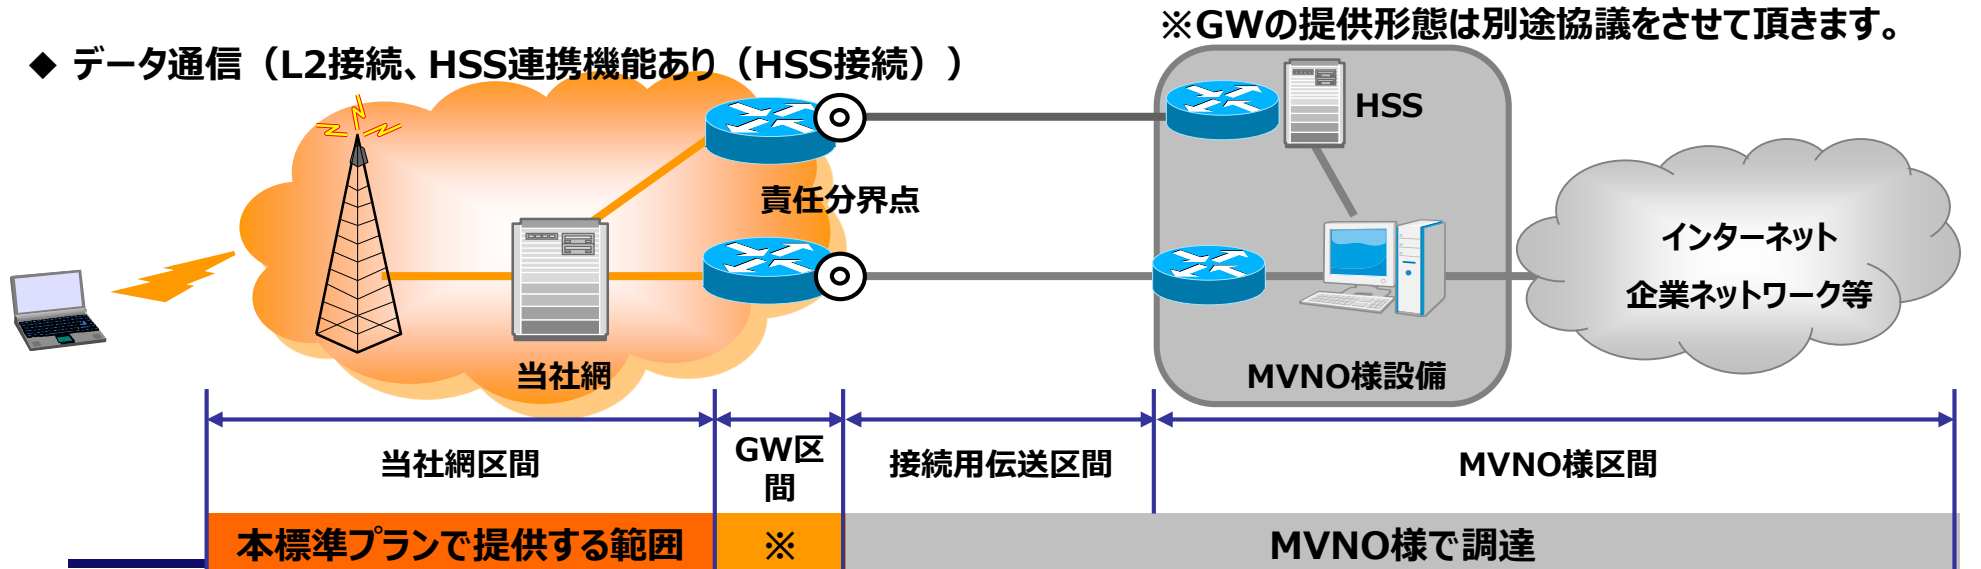 ※GWの提供形態は別途協議をさせて頂きます。
◆ データ通信（L2接続、HSS連携機能あり（HSS接続））
HSS
責任分界点
インターネット
企業ネットワーク等
当社網
MVNO様設備
当社網区間
GW区
間
接続用伝送区間
MVNO様区間
本標準プランで提供する範囲
※
MVNO様で調達